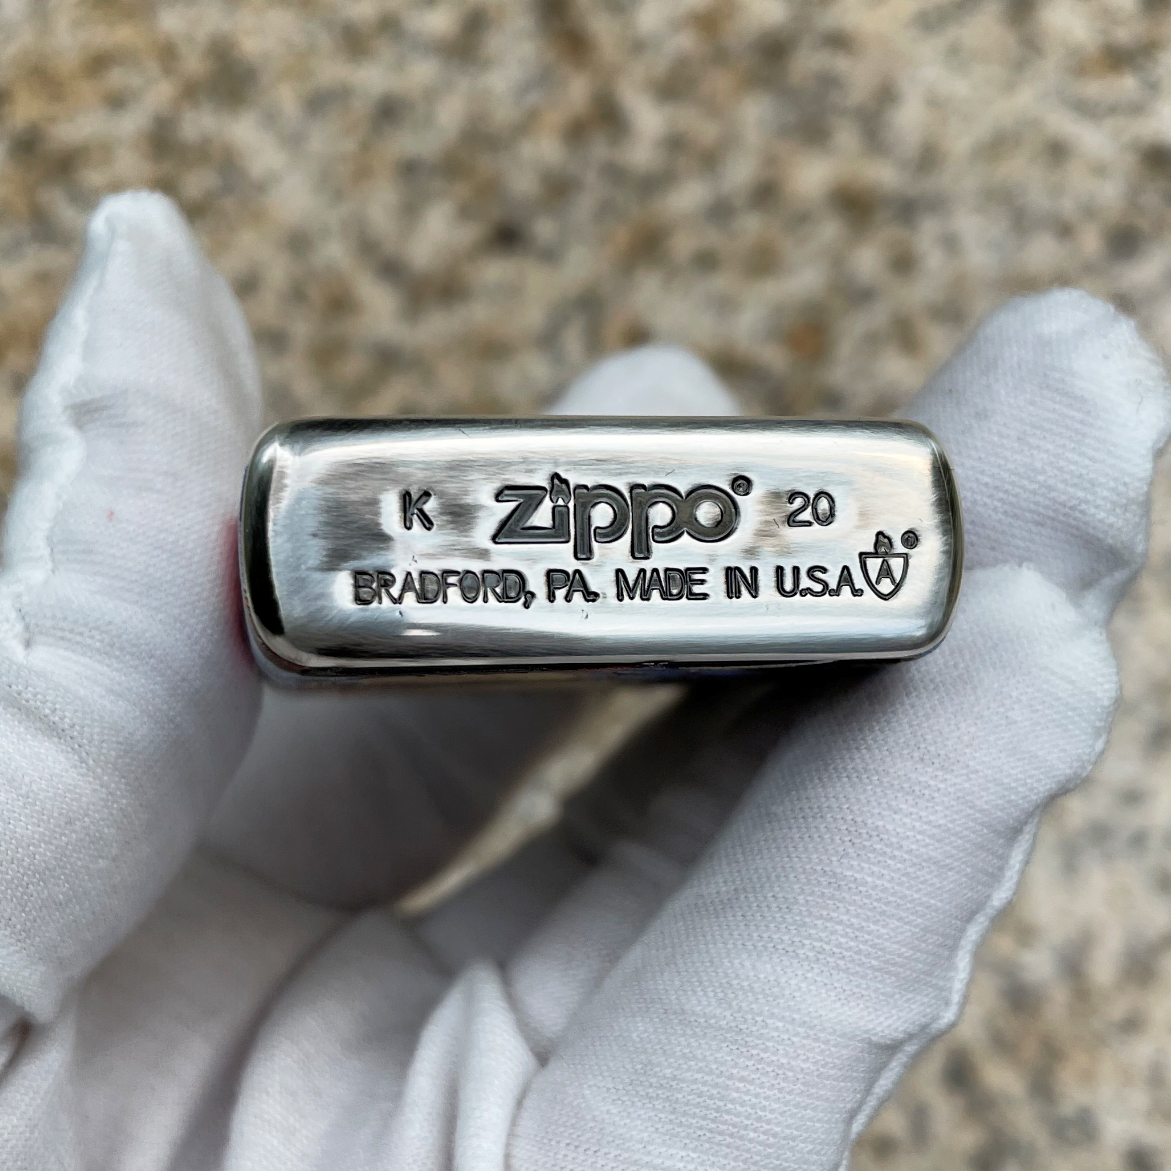 K zippo® 20
BRADFORD, PA. MADE IN U.S.A. A®